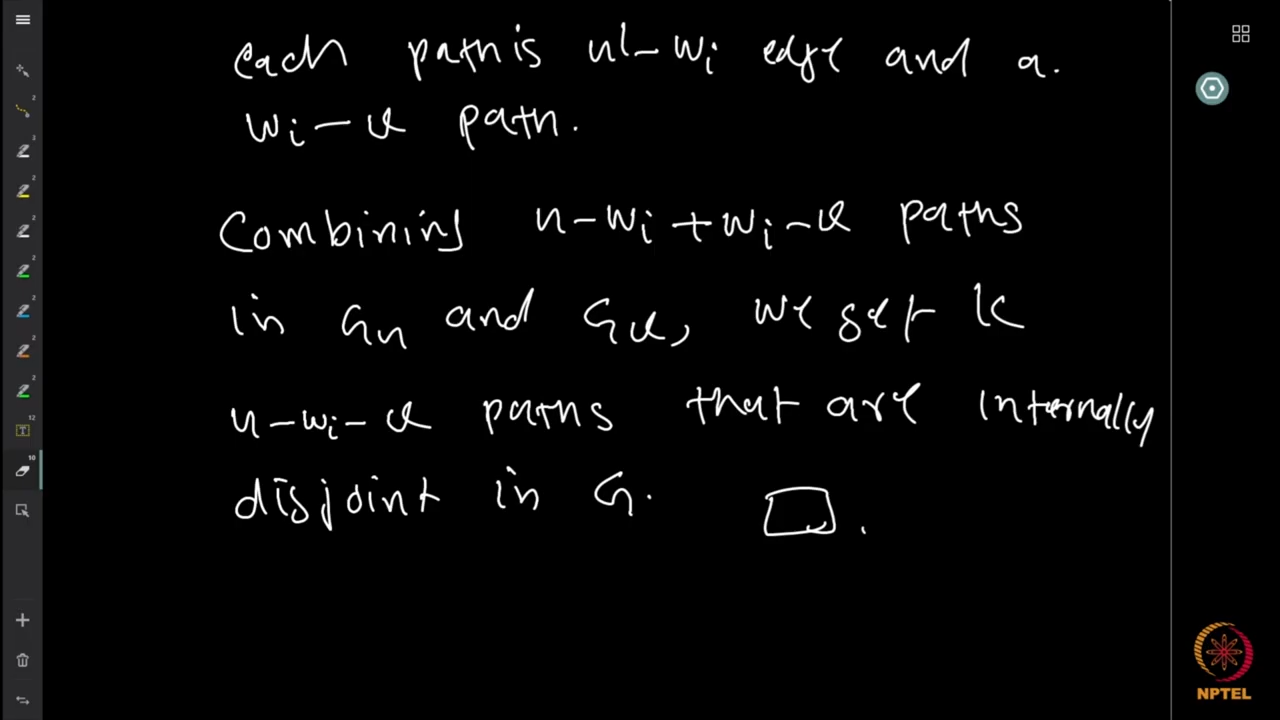 each path is u'-wi edge and a.
wi-v path.
Combining u-wi+wi-v paths
in Gu and Gv, we get k
u-wi-v paths that are internally
disjoint in G.
NPTEL